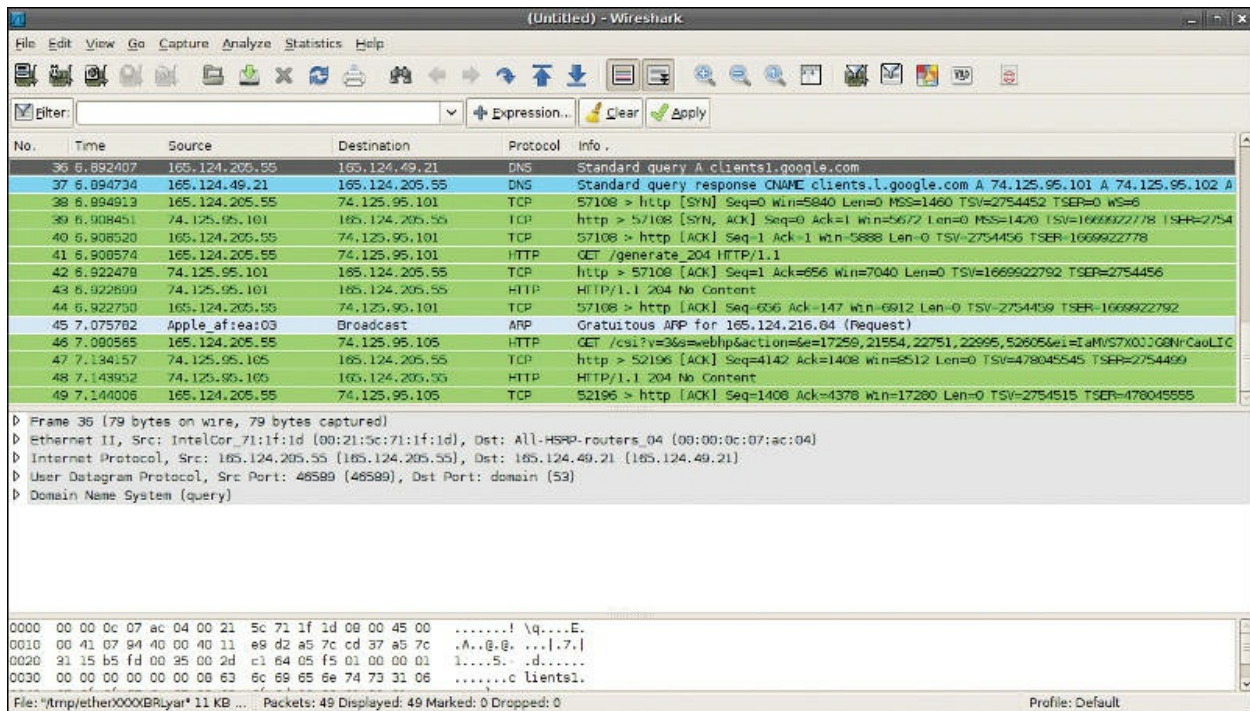 (Untitled) - Wireshark
File Edit View Go Capture Analyze Statistics Help
Filter: Expression... Clear Apply
No. Time Source Destination Protocol Info .
36 6.892407 165.124.205.55 165.124.49.21 DNS Standard query A clients1.google.com
37 6.894734 165.124.49.21 165.124.205.55 DNS Standard query response CNAME clients.l.google.com A 74.125.95.101 A 74.125.95.102 A
38 6.894913 165.124.205.55 74.125.95.101 TCP 57108 > http [SYN] Seq=0 Win=5840 Len=0 MSS=1460 TSV=2754452 TSER=0 WS=6
39 6.908451 74.125.95.101 165.124.205.55 TCP http > 57108 [SYN, ACK] Seq=0 Ack=1 Win=5672 Len=0 MSS=1420 TSV=1669922778 TSER=2754
40 6.908520 165.124.205.55 74.125.95.101 TCP 57108 > http [ACK] Seq=1 Ack=1 Win=5888 Len=0 TSV=2754456 TSER=1669922778
41 6.908574 165.124.205.55 74.125.95.101 HTTP GET /generate_204 HTTP/1.1
42 6.922478 74.125.95.101 165.124.205.55 TCP http > 57108 [ACK] Seq=1 Ack=656 Win=7040 Len=0 TSV=1669922792 TSER=2754456
43 6.922699 74.125.95.101 165.124.205.55 HTTP HTTP/1.1 204 No Content
44 6.922750 165.124.205.55 74.125.95.101 TCP 57108 > http [ACK] Seq=656 Ack=147 Win=6912 Len=0 TSV=2754459 TSER=1669922792
45 7.075782 Apple_af:ea:03 Broadcast ARP Gratuitous ARP for 165.124.216.84 (Request)
46 7.090565 165.124.205.55 74.125.95.105 HTTP GET
47 7.134157 74.125.95.105 165.124.205.55 TCP http > 52196 [ACK] Seq=4142 Ack=1408 Win=8512 Len=0 TSV=478045545 TSER=2754499
48 7.143952 74.125.95.105 165.124.205.55 HTTP HTTP/1.1 204 No Content
49 7.144006 165.124.205.55 74.125.95.105 TCP 52196 > http [ACK] Seq=1408 Ack=4378 Win=17280 Len=0 TSV=2754515 TSER=478045555
Frame 36 (79 bytes on wire, 79 bytes captured)
Ethernet II, Src: IntelCor_71:1f:1d (00:21:5c:71:1f:1d), Dst: All-HSRP-routers_04 (00:00:0c:07:ac:04)
Internet Protocol, Src: 165.124.205.55 (165.124.205.55), Dst: 165.124.49.21 (165.124.49.21)
User Datagram Protocol, Src Port: 46589 (46589), Dst Port: domain (53)
Domain Name System (query)
0000 00 00 0c 07 ac 04 00 21 5c 71 1f 1d 08 00 45 00 .......! \q....E.
0010 00 41 07 94 40 00 40 11 e9 d2 a5 7c cd 37 a5 7c .A..@.@. ...|.7.|
0020 31 15 b5 fd 00 35 00 2d c1 64 05 f5 01 00 00 01 1....5.- .d......
0030 00 00 00 00 00 00 08 63 6c 69 65 6e 74 73 31 06 .......c lients1.
File: "/tmp/etherXXXXBRLyar" 11 KB ... Packets: 49 Displayed: 49 Marked: 0 Dropped: 0 Profile: Default